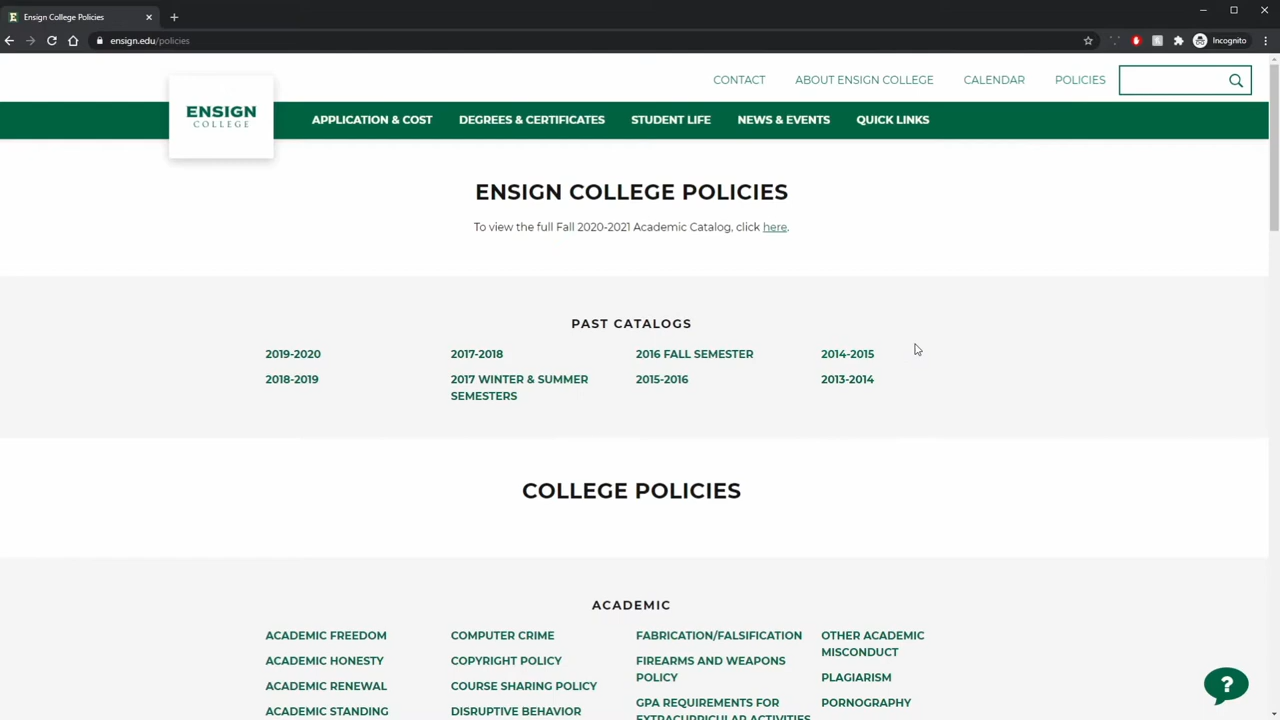 Ensign College Policies
ensign.edu/policies
Incognito
CONTACT
ABOUT ENSIGN COLLEGE
CALENDAR
POLICIES
ENSIGN
COLLEGE
APPLICATION & COST
DEGREES & CERTIFICATES
STUDENT LIFE
NEWS & EVENTS
QUICK LINKS
ENSIGN COLLEGE POLICIES
To view the full Fall 2020-2021 Academic Catalog, click here.
PAST CATALOGS
2019-2020
2018-2019
2017-2018
2017 WINTER & SUMMER
SEMESTERS
2016 FALL SEMESTER
2015-2016
2014-2015
2013-2014
COLLEGE POLICIES
ACADEMIC
ACADEMIC FREEDOM
ACADEMIC HONESTY
ACADEMIC RENEWAL
ACADEMIC STANDING
COMPUTER CRIME
COPYRIGHT POLICY
COURSE SHARING POLICY
DISRUPTIVE BEHAVIOR
FABRICATION/FALSIFICATION
FIREARMS AND WEAPONS
POLICY
GPA REQUIREMENTS FOR
EXTRACURRICULAR ACTIVITIES
OTHER ACADEMIC
MISCONDUCT
PLAGIARISM
PORNOGRAPHY
?